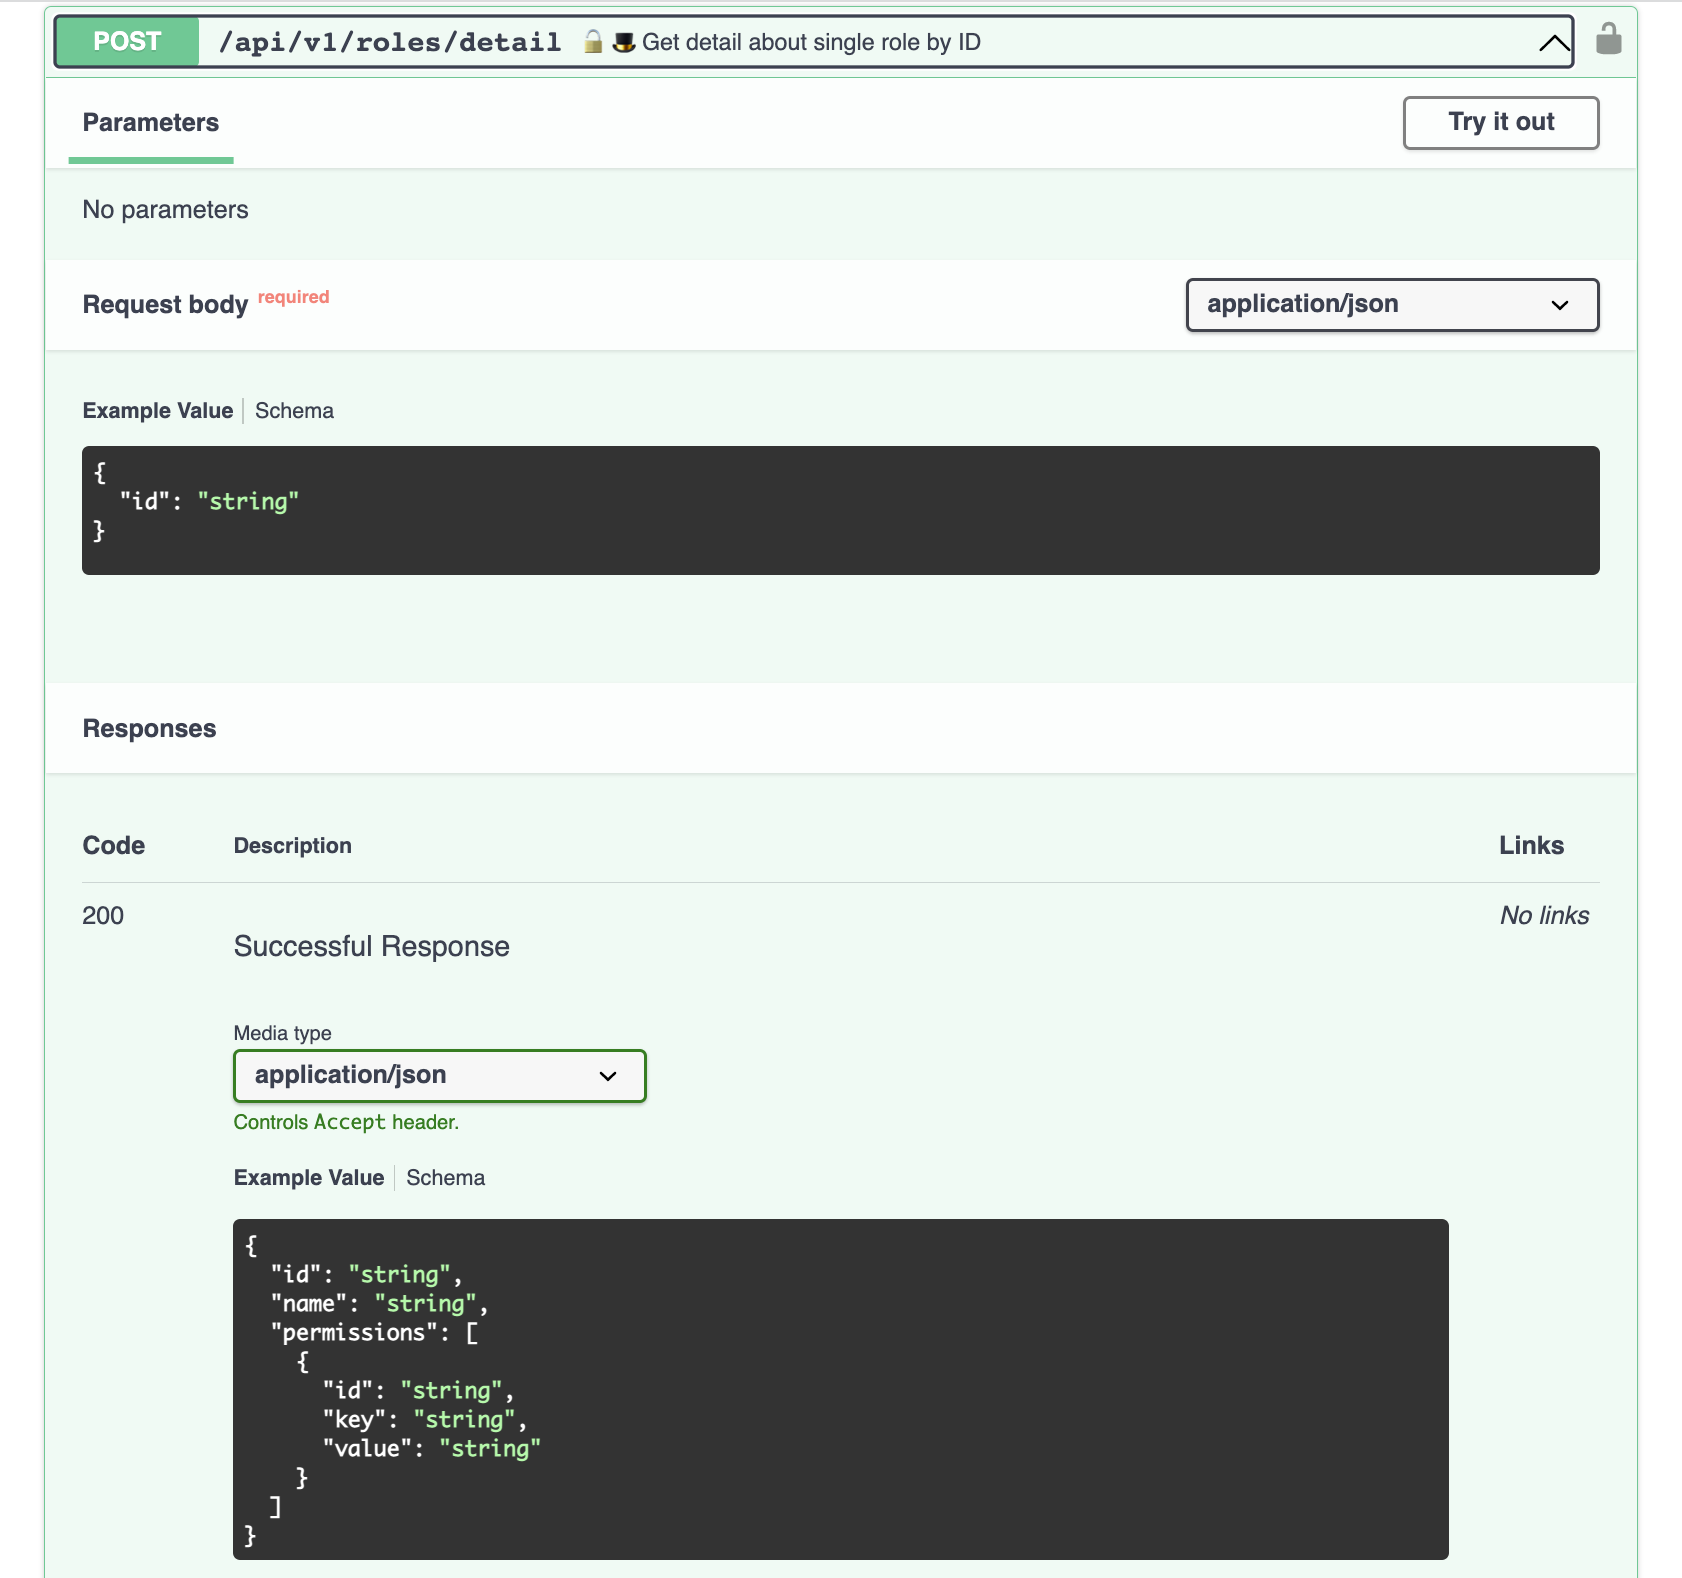 POST /api/v1/roles/detail 🔒 🎩 Get detail about single role by ID
Parameters
Try it out
No parameters
Request body required
application/json
Example Value
Schema
{
  "id": "string"
}
Responses
Code
Description
Links
200
No links
Successful Response
Media type
application/json
Controls Accept header.
Example Value
Schema
{
  "id": "string",
  "name": "string",
  "permissions": [
    {
      "id": "string",
      "key": "string",
      "value": "string"
    }
  ]
}